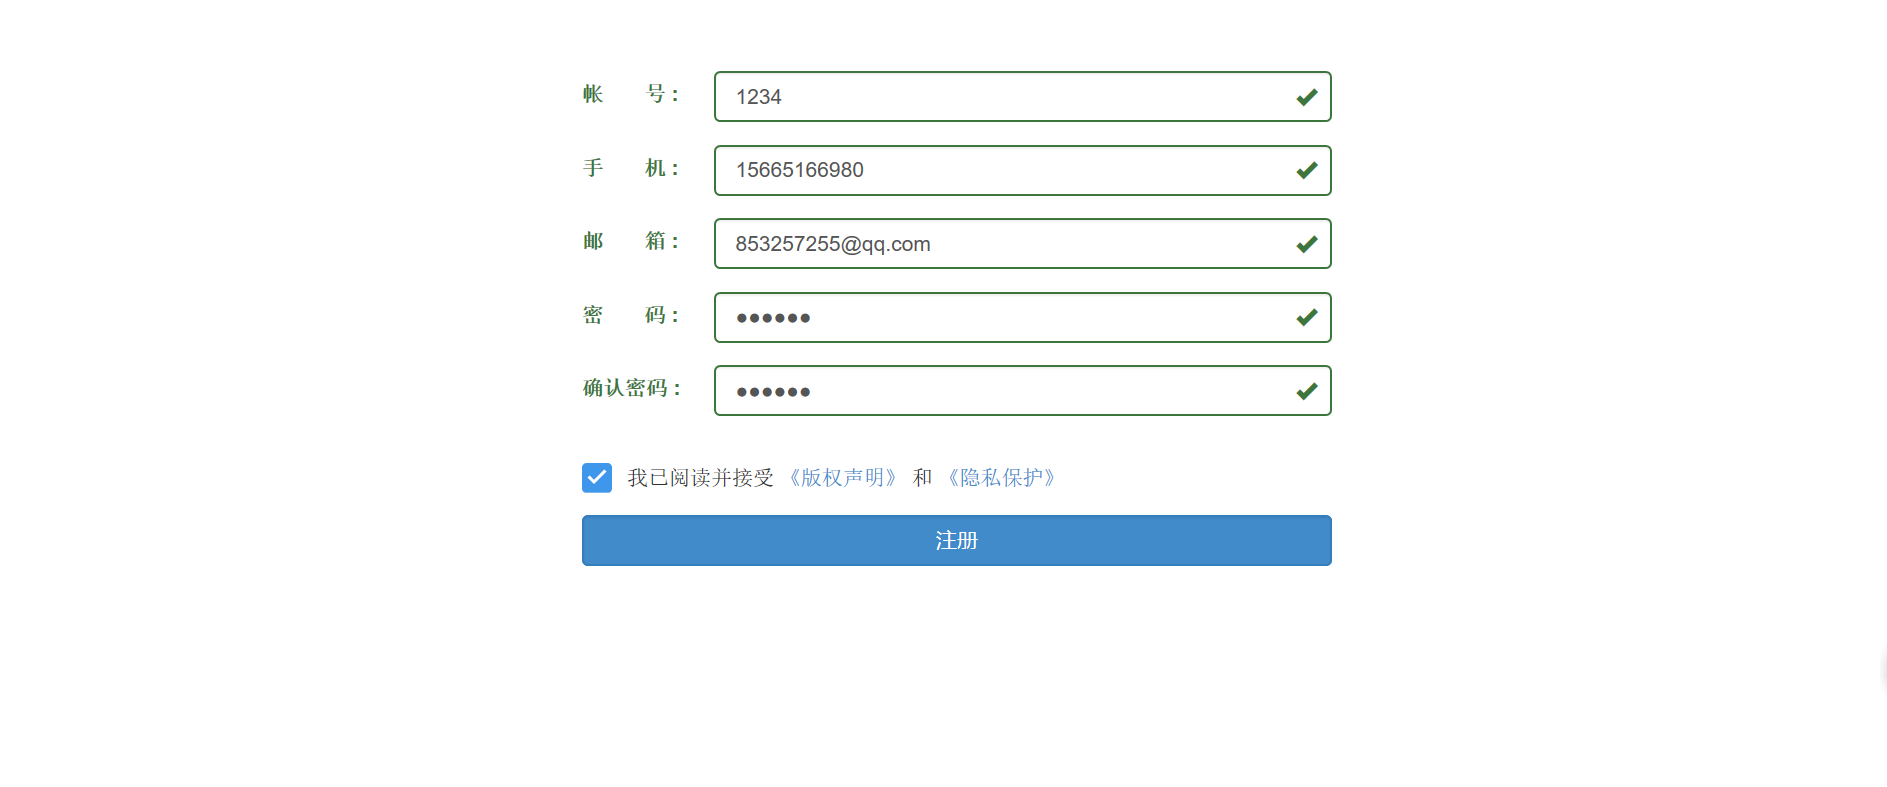 帐 号：
1234
手 机：
15665166980
邮 箱：
853257255@qq.com
密 码：
●●●●●●
确认密码：
●●●●●●
我已阅读并接受 《版权声明》 和 《隐私保护》
注册